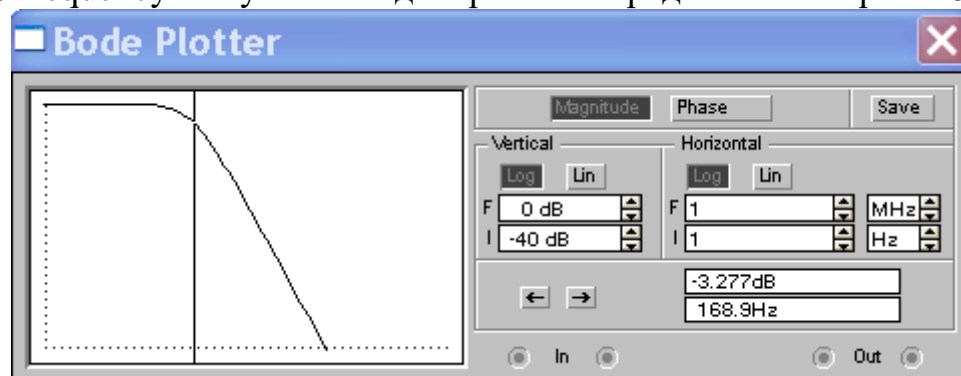 Bode Plotter
Magnitude Phase Save
Vertical Horizontal
Log Lin Log Lin
F 0 dB F 1 MHz
I -40 dB I 1 Hz
-3.277dB
168.9Hz
In Out